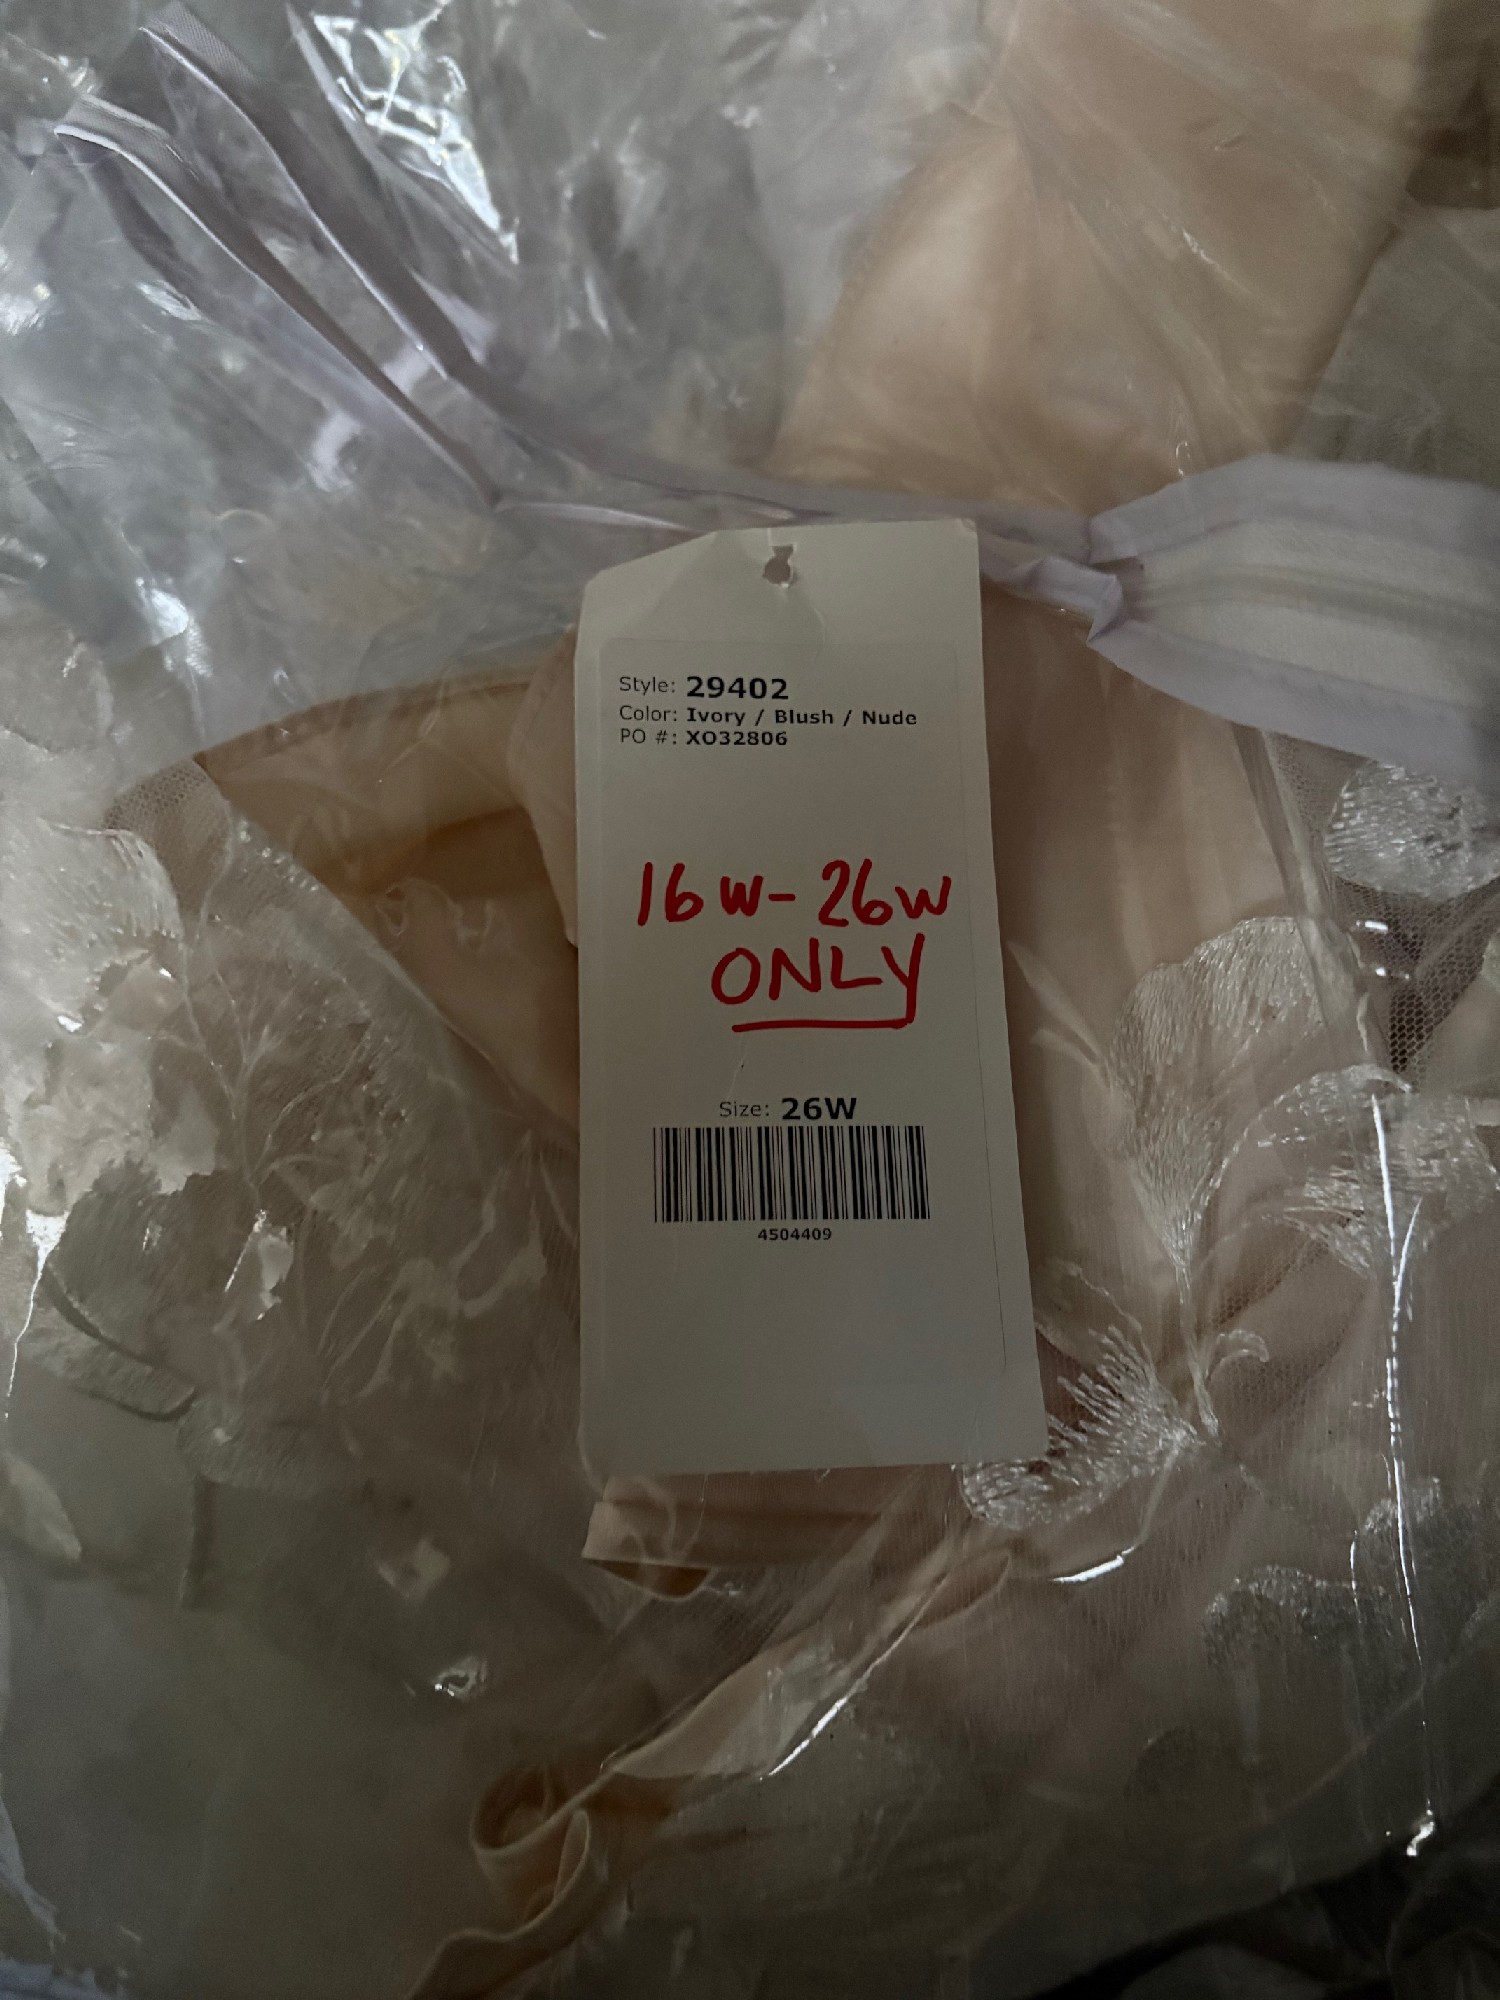 Style: 29402
Color: Ivory / Blush / Nude
PO #: XO32806
16W-26W
ONLY
Size: 26W
4504409